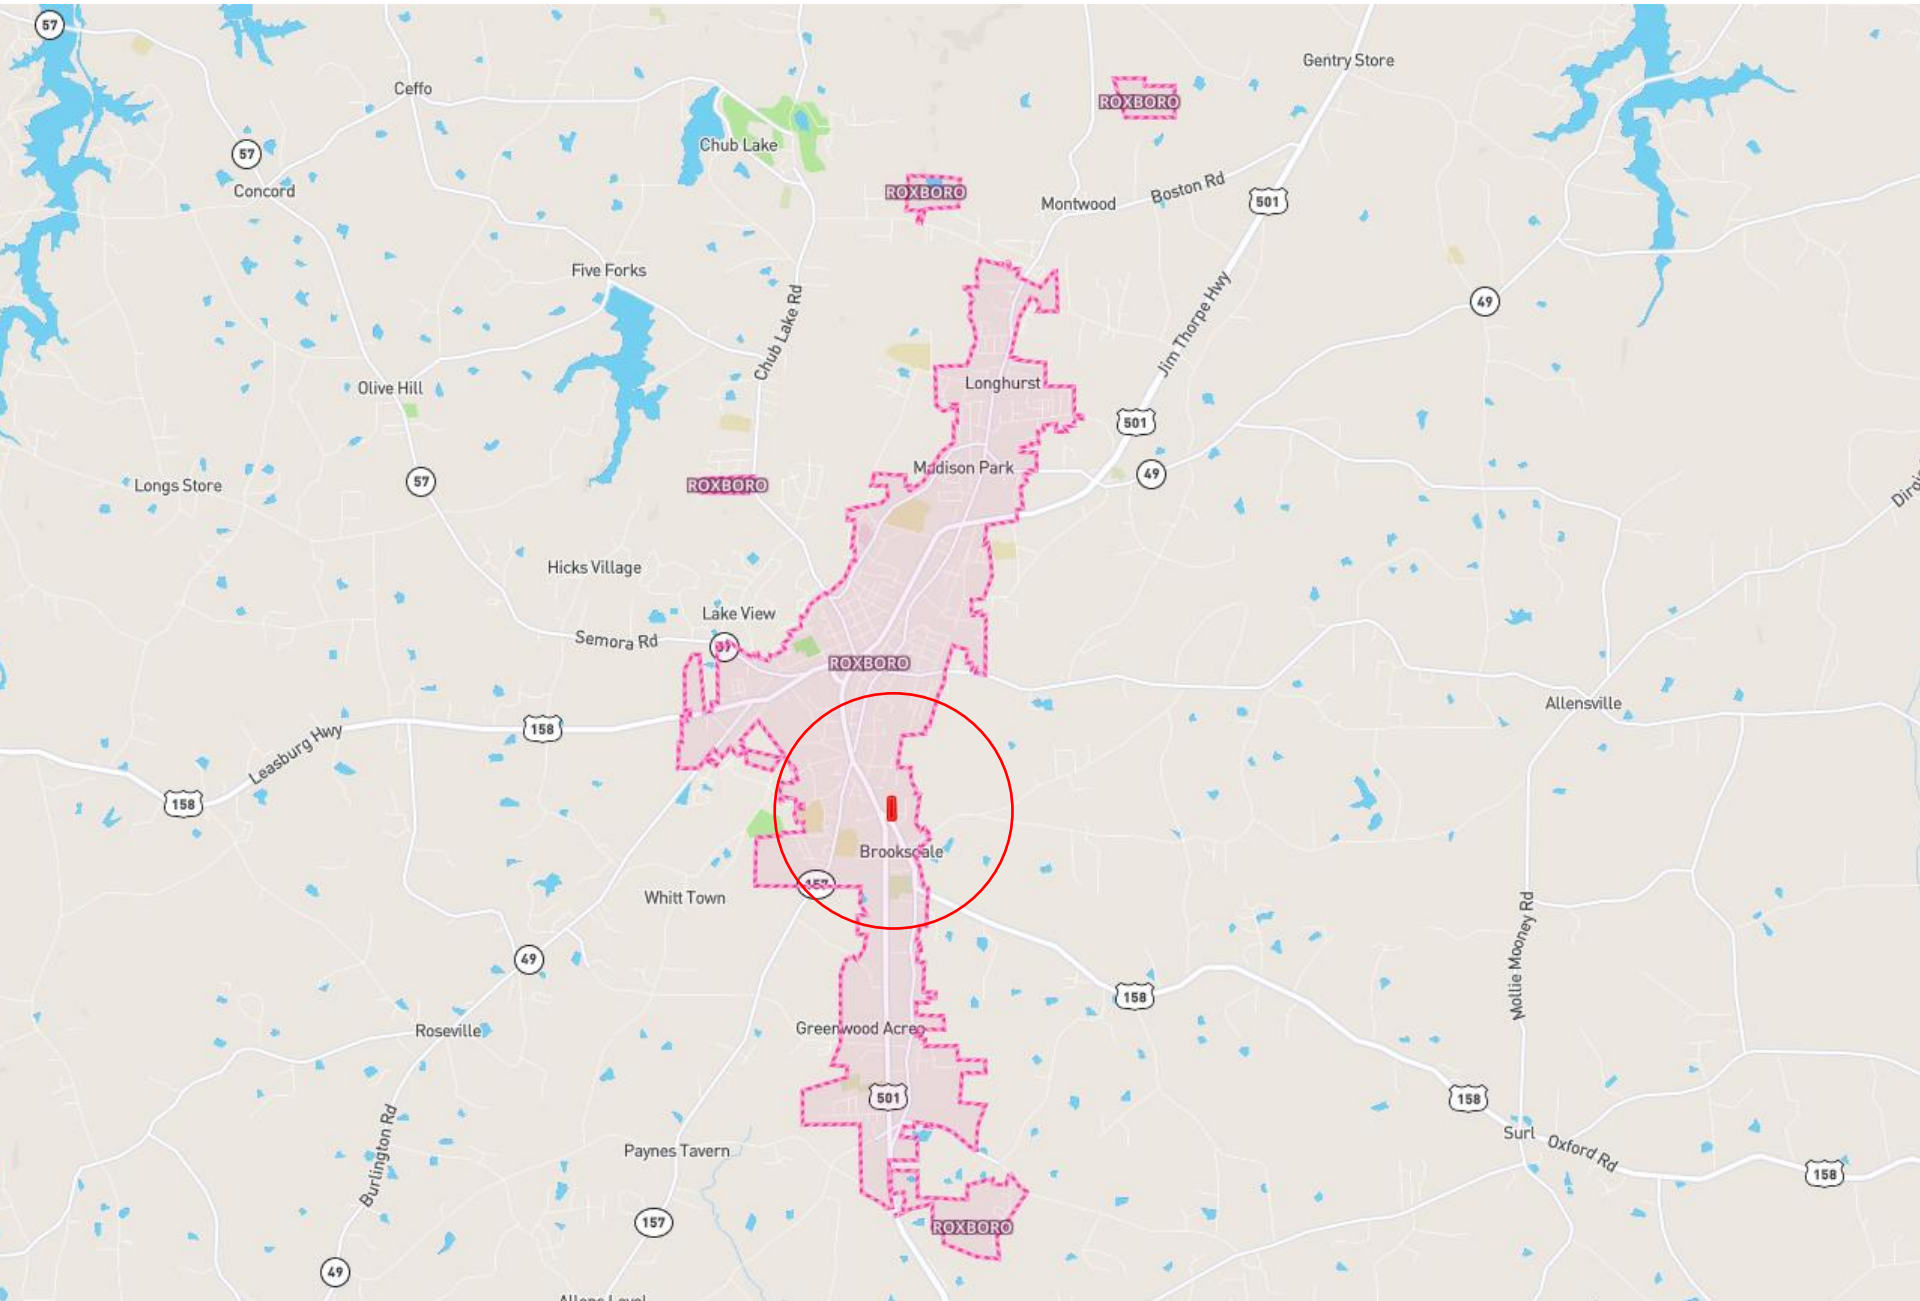 57
Ceffo
Gentry Store
ROXBORO
Chub Lake
57
Concord
ROXBORO
Montwood
Boston Rd
501
Five Forks
Chub Lake Rd
Jim Thorpe Hwy
49
Olive Hill
Longhurst
501
Madison Park
49
57
Longs Store
ROXBORO
Hicks Village
Lake View
Semora Rd
ROXBORO
Allensville
158
Leasburg Hwy
158
Brooksdale
157
Whitt Town
Mollie Mooney Rd
49
158
Roseville
Greenwood Acres
501
158
Burlington Rd
Surl
Oxford Rd
Paynes Tavern
158
157
ROXBORO
49